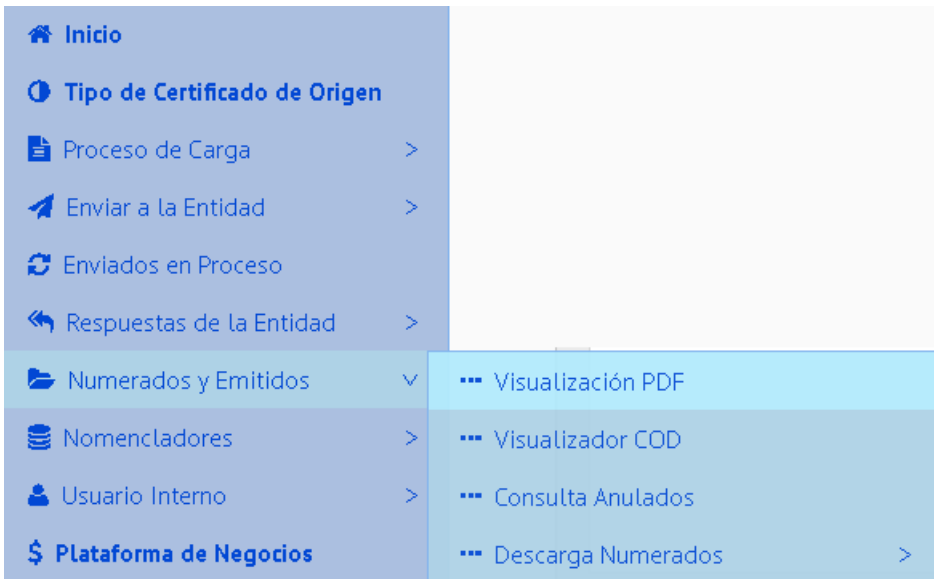 Inicio
Tipo de Certificado de Origen
Proceso de Carga >
Enviar a la Entidad >
Enviados en Proceso
Respuestas de la Entidad >
Numerados y Emitidos
Nomencladores >
Usuario Interno >
$ Plataforma de Negocios
Visualización PDF
Visualizador COD
Consulta Anulados
Descarga Numerados >